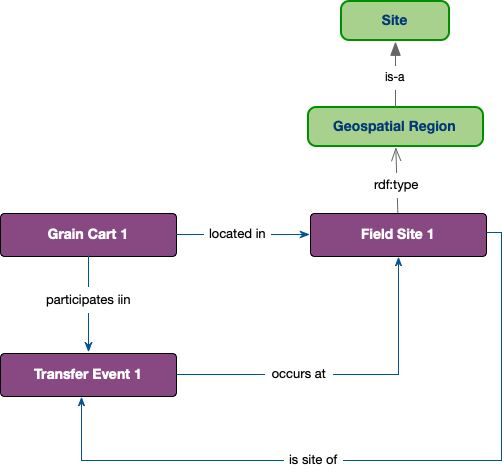 Site
is-a
Geospatial Region
rdf:type
Grain Cart 1
located in
Field Site 1
participates iin
Transfer Event 1
occurs at
is site of